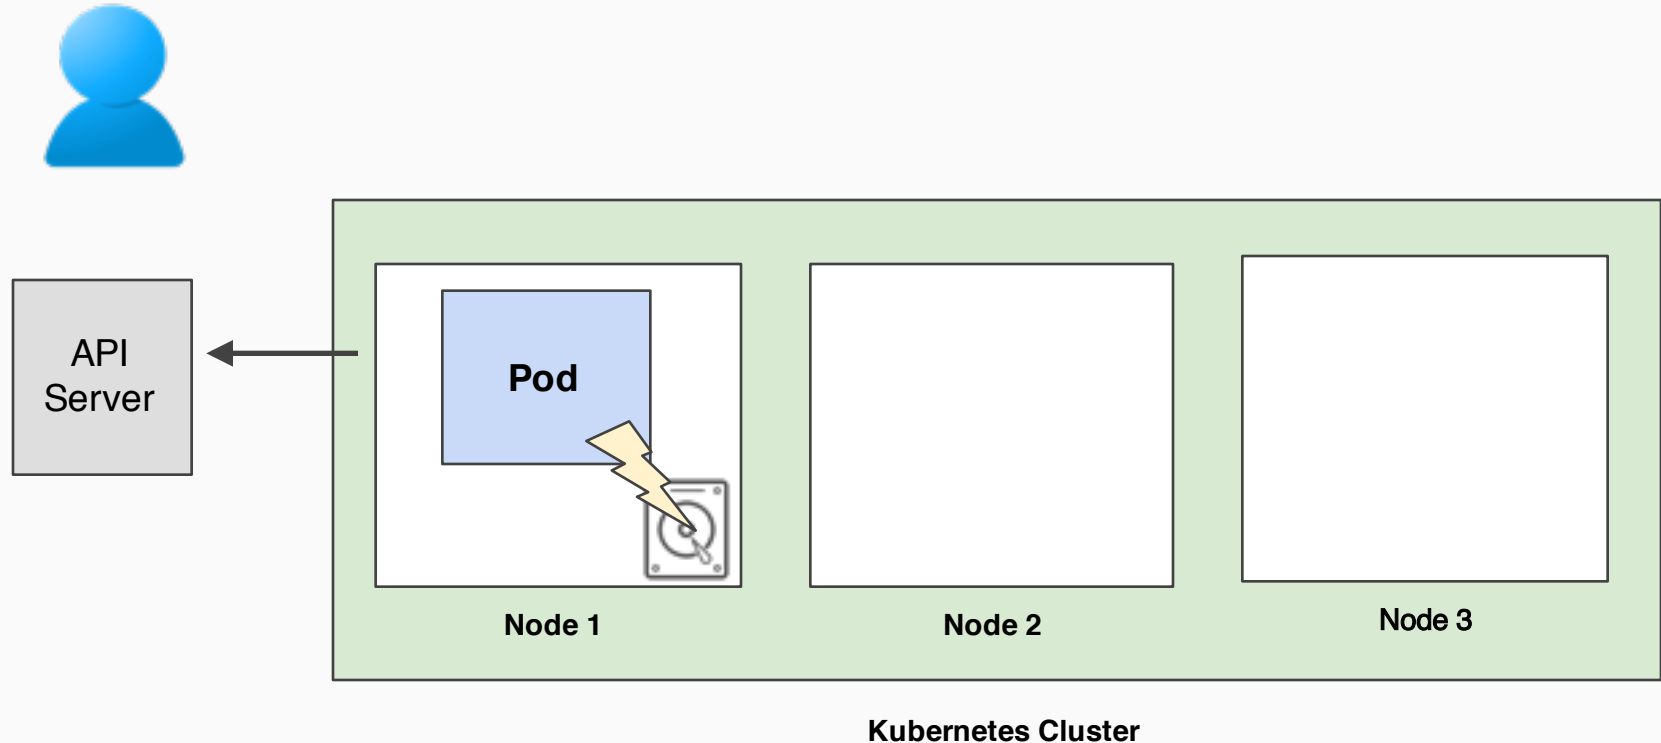 API
Server
Pod
Node 1
Node 2
Node 3
Kubernetes Cluster